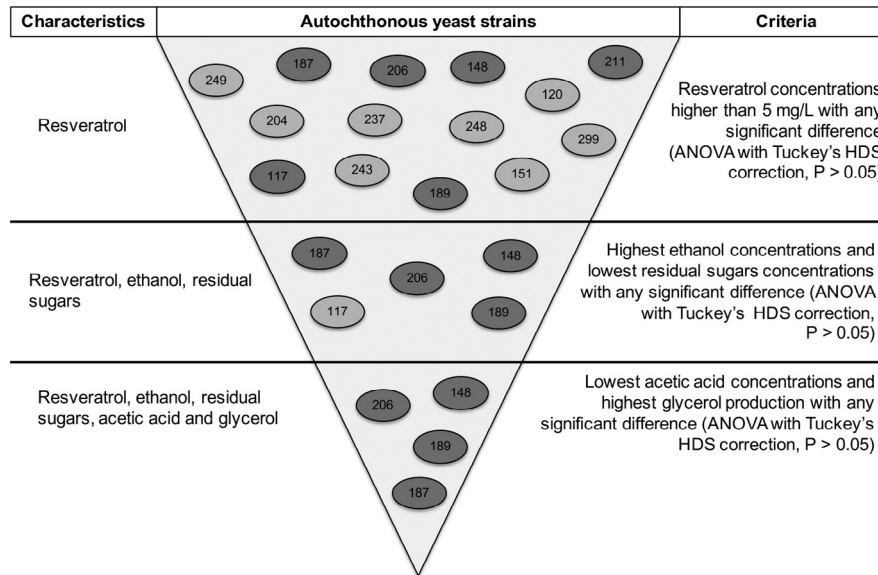 Characteristics
Autochthonous yeast strains
Criteria
Resveratrol
249
187
206
148
211
120
204
237
248
299
117
243
189
151
Resveratrol concentrations
higher than 5 mg/L with any
significant difference
(ANOVA with Tuckey's HDS
correction, P > 0.05)
Resveratrol, ethanol, residual
sugars
187
206
148
117
189
Highest ethanol concentrations and
lowest residual sugars concentrations
with any significant difference (ANOVA
with Tuckey's HDS correction,
P > 0.05)
Resveratrol, ethanol, residual
sugars, acetic acid and glycerol
206
148
189
187
Lowest acetic acid concentrations and
highest glycerol production with any
significant difference (ANOVA with Tuckey's
HDS correction, P > 0.05)